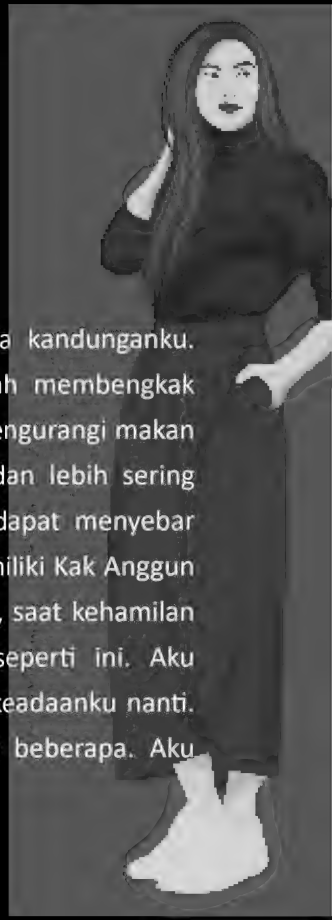 a kandunganku.
ah membengkak
engurangi makan
dan lebih sering
dapat menyebar
niliki Kak Anggun
, saat kehamilan
seperti ini. Aku
keadaanku nanti.
beberapa. Aku